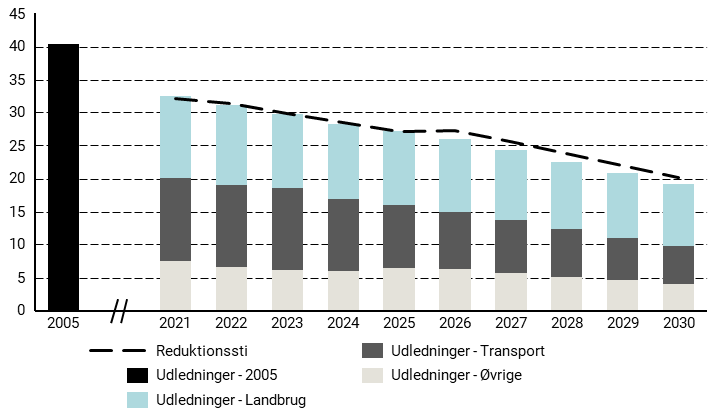 45
40
35
30
25
20
15
10
5
0
2005 2021 2022 2023 2024 2025 2026 2027 2028 2029 2030
Reduktionssti Udledninger - Transport
Udledninger - 2005 Udledninger - Øvrige
Udledninger - Landbrug